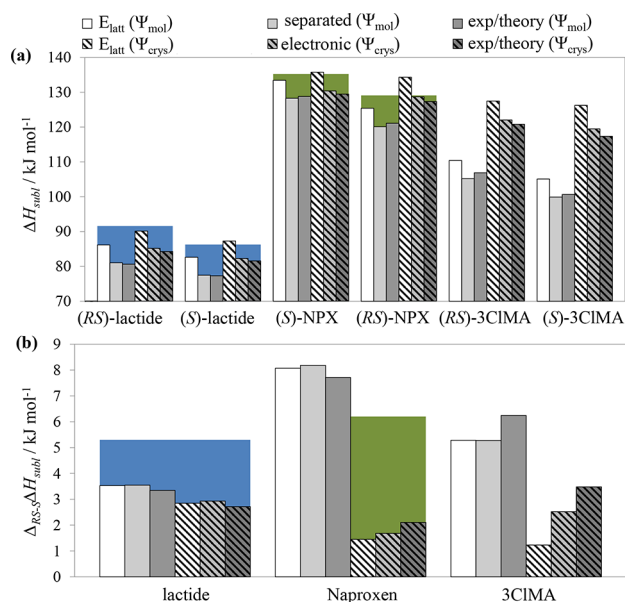 E_latt (Ψ_mol) separated (Ψ_mol) exp/theory (Ψ_mol)
E_latt (Ψ_crys) electronic (Ψ_crys) exp/theory (Ψ_crys)
(a)
140
130
120
110
100
90
80
70
ΔH_subl / kJ mol⁻¹
(RS)-lactide (S)-lactide (S)-NPX (RS)-NPX (RS)-3ClMA (S)-3ClMA
(b)
9
8
7
6
5
4
3
2
1
0
Δ_RS-S ΔH_subl / kJ mol⁻¹
lactide Naproxen 3ClMA